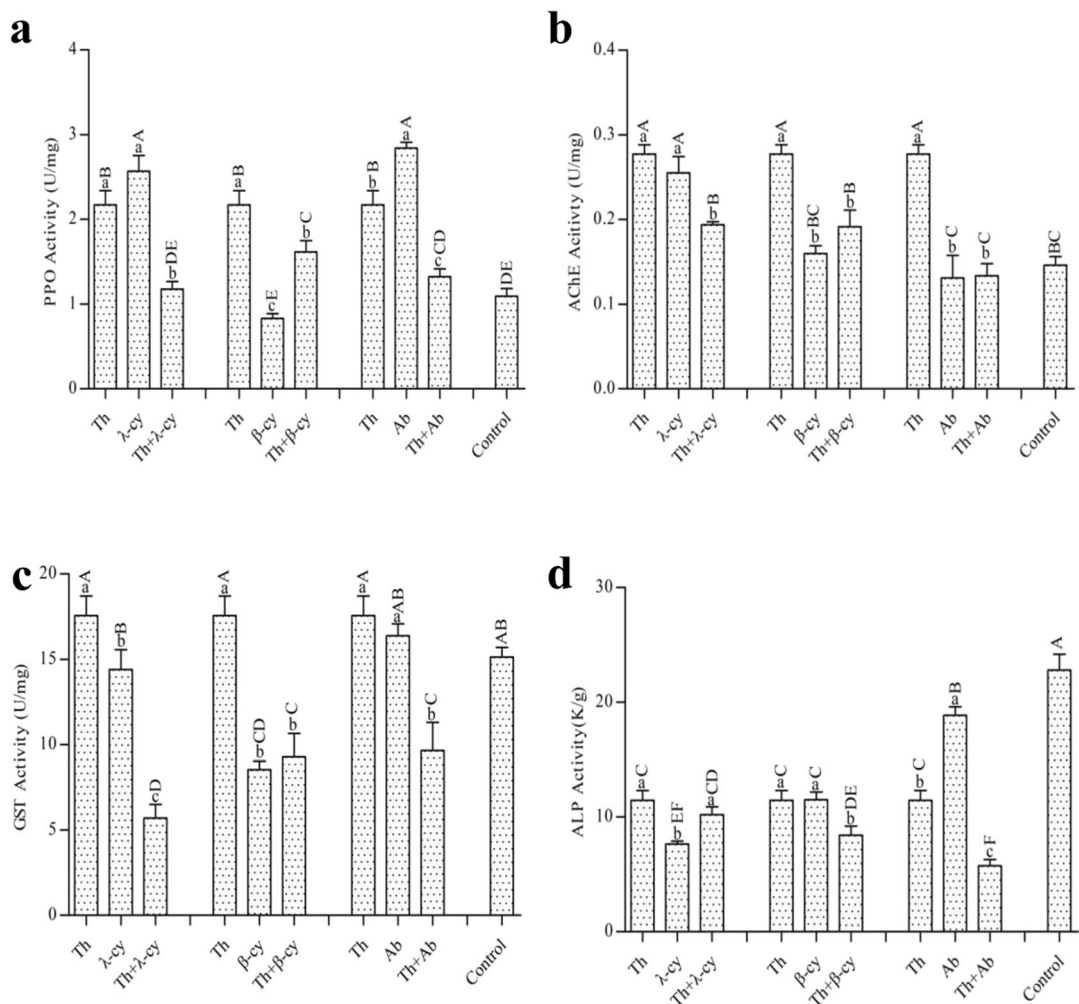 a
PPO Activity (U/mg)
4
3
2
1
0
aB
aA
bDE
aB
cE
bC
bB
aA
cCD
DE
Th
λ-cy
Th+λ-cy
Th
β-cy
Th+β-cy
Th
Ab
Th+Ab
Control
b
AChE Acitivty (U/mg)
0.4
0.3
0.2
0.1
0.0
aA
aA
bB
aA
bBC
bB
aA
bC
bC
BC
Th
λ-cy
Th+λ-cy
Th
β-cy
Th+β-cy
Th
Ab
Th+Ab
Control
c
GST Activity (U/mg)
20
15
10
5
0
aA
bB
cD
aA
bCD
bC
aA
aAB
bC
AB
Th
λ-cy
Th+λ-cy
Th
β-cy
Th+β-cy
Th
Ab
Th+Ab
Control
d
ALP Activity(K/g)
30
20
10
0
aC
bEF
aCD
aC
aC
bDE
bC
aB
cF
A
Th
λ-cy
Th+λ-cy
Th
β-cy
Th+β-cy
Th
Ab
Th+Ab
Control